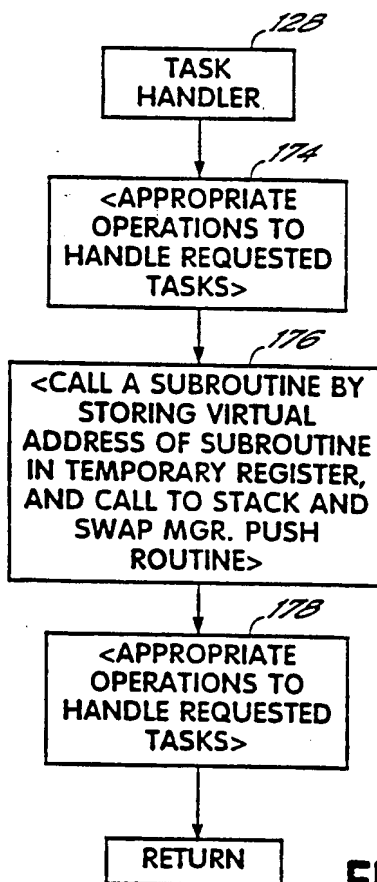 128
TASK
HANDLER
174
<APPROPRIATE
OPERATIONS TO
HANDLE REQUESTED
TASKS>
176
<CALL A SUBROUTINE BY
STORING VIRTUAL
ADDRESS OF SUBROUTINE
IN TEMPORARY REGISTER,
AND CALL TO STACK AND
SWAP MGR. PUSH
ROUTINE>
178
<APPROPRIATE
OPERATIONS TO
HANDLE REQUESTED
TASKS>
RETURN